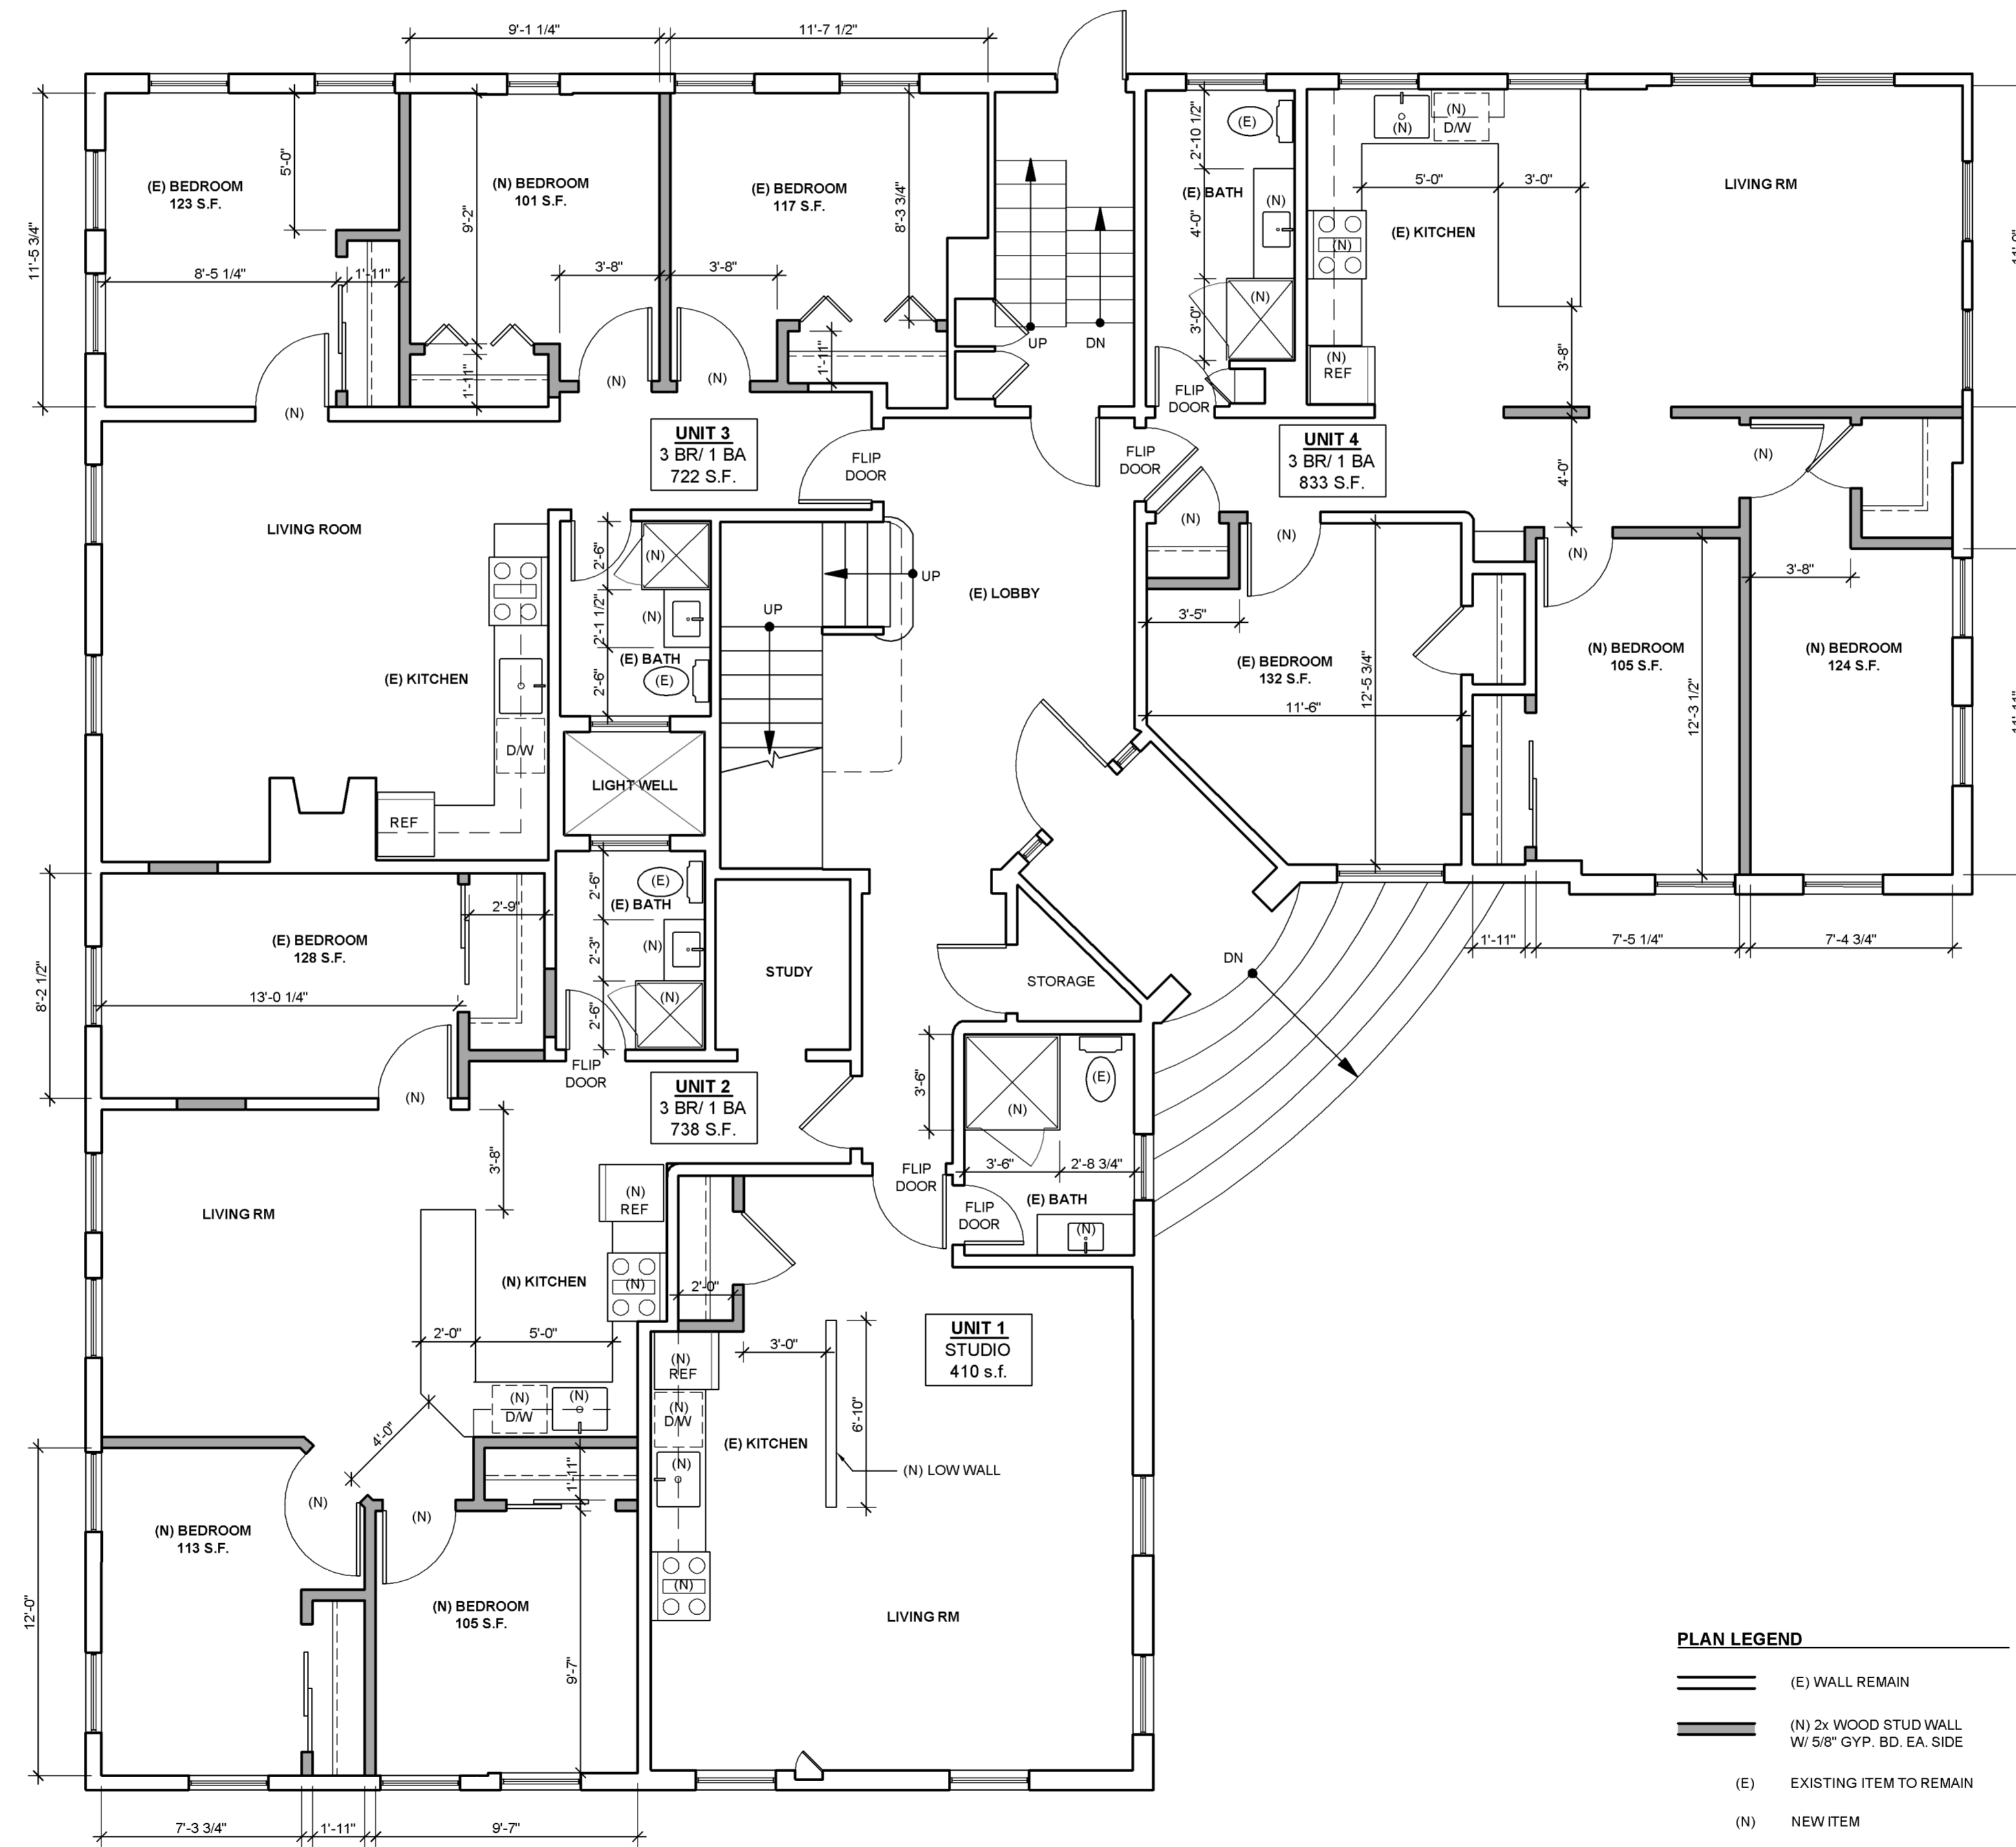 9'-1 1/4"
11'-7 1/2"
11'-5 3/4"
(E) BEDROOM
123 S.F.
5'-0"
8'-5 1/4"
1'-11"
(N)
(N) BEDROOM
101 S.F.
9'-2"
1'-11"
3'-8"
(N)
(E) BEDROOM
117 S.F.
8'-3 3/4"
3'-8"
1'-11"
(N)
UP
DN
2'-10 1/2"
(E)
(E) BATH
(N)
4'-0"
3'-0"
(N)
FLIP
DOOR
(N)
(N)
D/W
5'-0"
3'-0"
LIVING RM
(E) KITCHEN
(N)
(N)
REF
3'-8"
UNIT 3
3 BR/ 1 BA
722 S.F.
FLIP
DOOR
FLIP
DOOR
UNIT 4
3 BR/ 1 BA
833 S.F.
4'-0"
(N)
LIVING ROOM
(N)
2'-6"
2'-1 1/2"
(N)
(E) BATH
2'-6"
(E)
(E) KITCHEN
D/W
REF
LIGHT WELL
UP
UP
(E) LOBBY
(N)
(N)
3'-5"
(E) BEDROOM
132 S.F.
12'-5 3/4"
11'-6"
(N)
(N) BEDROOM
105 S.F.
12'-3 1/2"
3'-8"
(N) BEDROOM
124 S.F.
1'-11"
7'-5 1/4"
7'-4 3/4"
8'-2 1/2"
(E) BEDROOM
128 S.F.
13'-0 1/4"
2'-9"
(N)
2'-6"
(E)
(E) BATH
2'-3"
(N)
2'-6"
(N)
FLIP
DOOR
STUDY
STORAGE
DN
UNIT 2
3 BR/ 1 BA
738 S.F.
3'-8"
LIVING RM
(N)
REF
(N) KITCHEN
(N)
2'-0"
5'-0"
(N)
D/W
(N)
4'-0"
3'-6"
(E)
(N)
3'-6"
2'-8 3/4"
FLIP
DOOR
(E) BATH
FLIP
DOOR
(N)
2'-0"
3'-0"
UNIT 1
STUDIO
410 s.f.
(N)
REF
(N)
D/W
(E) KITCHEN
6'-10"
(N) LOW WALL
(N)
(N)
LIVING RM
12'-0"
(N)
(N) BEDROOM
113 S.F.
(N)
1'-11"
(N) BEDROOM
105 S.F.
9'-7"
7'-3 3/4"
1'-11"
9'-7"
PLAN LEGEND
(E) WALL REMAIN
(N) 2x WOOD STUD WALL
W/ 5/8" GYP. BD. EA. SIDE
(E) EXISTING ITEM TO REMAIN
(N) NEW ITEM